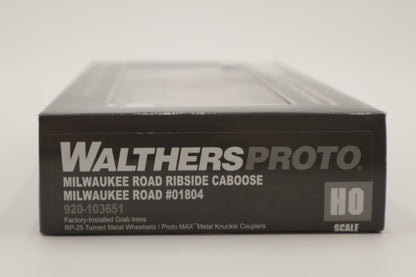 WALTHERSPROTO®
MILWAUKEE ROAD RIBSIDE CABOOSE
MILWAUKEE ROAD #01804
920-103651
Factory-Installed Grab Irons
RP-25 Turned Metal Wheelsets / Proto MAX™ Metal Knuckle Couplers
HO
SCALE